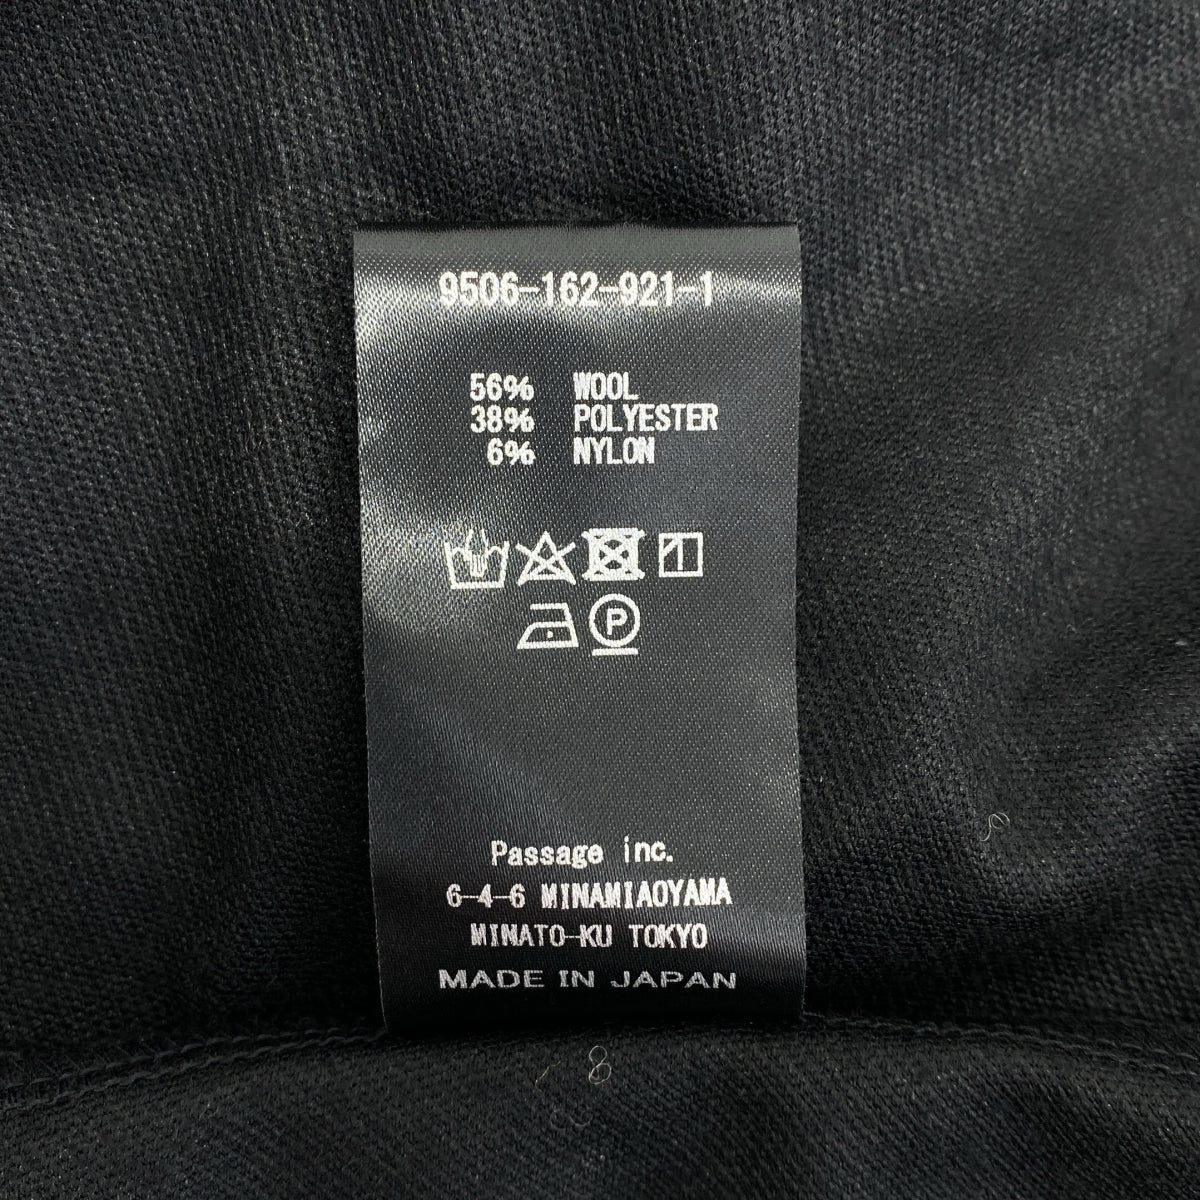 9506-162-921-1
56% WOOL
38% POLYESTER
6% NYLON
P
Passage inc.
6-4-6 MINAMIAOYAMA
MINATO-KU TOKYO
MADE IN JAPAN